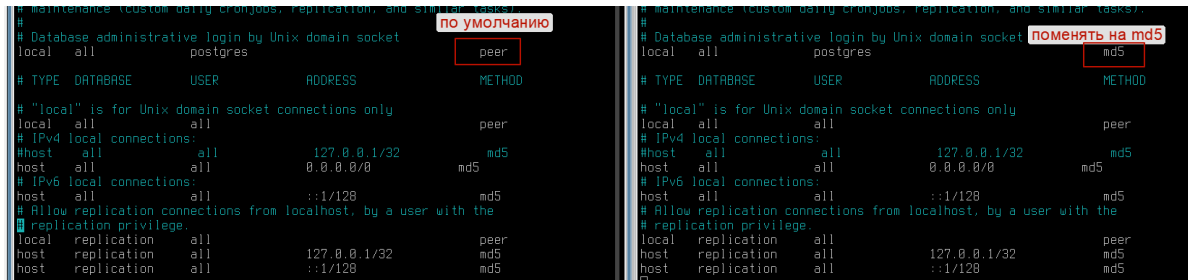 # maintenance (custom daily cronjobs, replication, and similar tasks).
#
по умолчанию
# Database administrative login by Unix domain socket
local   all             postgres                                peer
# TYPE  DATABASE        USER            ADDRESS                 METHOD
# "local" is for Unix domain socket connections only
local   all             all                                     peer
# IPv4 local connections:
#host    all             all             127.0.0.1/32            md5
host    all             all             0.0.0.0/0            md5
# IPv6 local connections:
host    all             all             ::1/128                 md5
# Allow replication connections from localhost, by a user with the
# replication privilege.
local   replication     all                                     peer
host    replication     all             127.0.0.1/32            md5
host    replication     all             ::1/128                 md5
# maintenance (custom daily cronjobs, replication, and similar tasks).
#
# Database administrative login by Unix domain socket
поменять на md5
local   all             postgres                                md5
# TYPE  DATABASE        USER            ADDRESS                 METHOD
# "local" is for Unix domain socket connections only
local   all             all                                     peer
# IPv4 local connections:
#host    all             all             127.0.0.1/32            md5
host    all             all             0.0.0.0/0            md5
# IPv6 local connections:
host    all             all             ::1/128                 md5
# Allow replication connections from localhost, by a user with the
# replication privilege.
local   replication     all                                     peer
host    replication     all             127.0.0.1/32            md5
host    replication     all             ::1/128                 md5